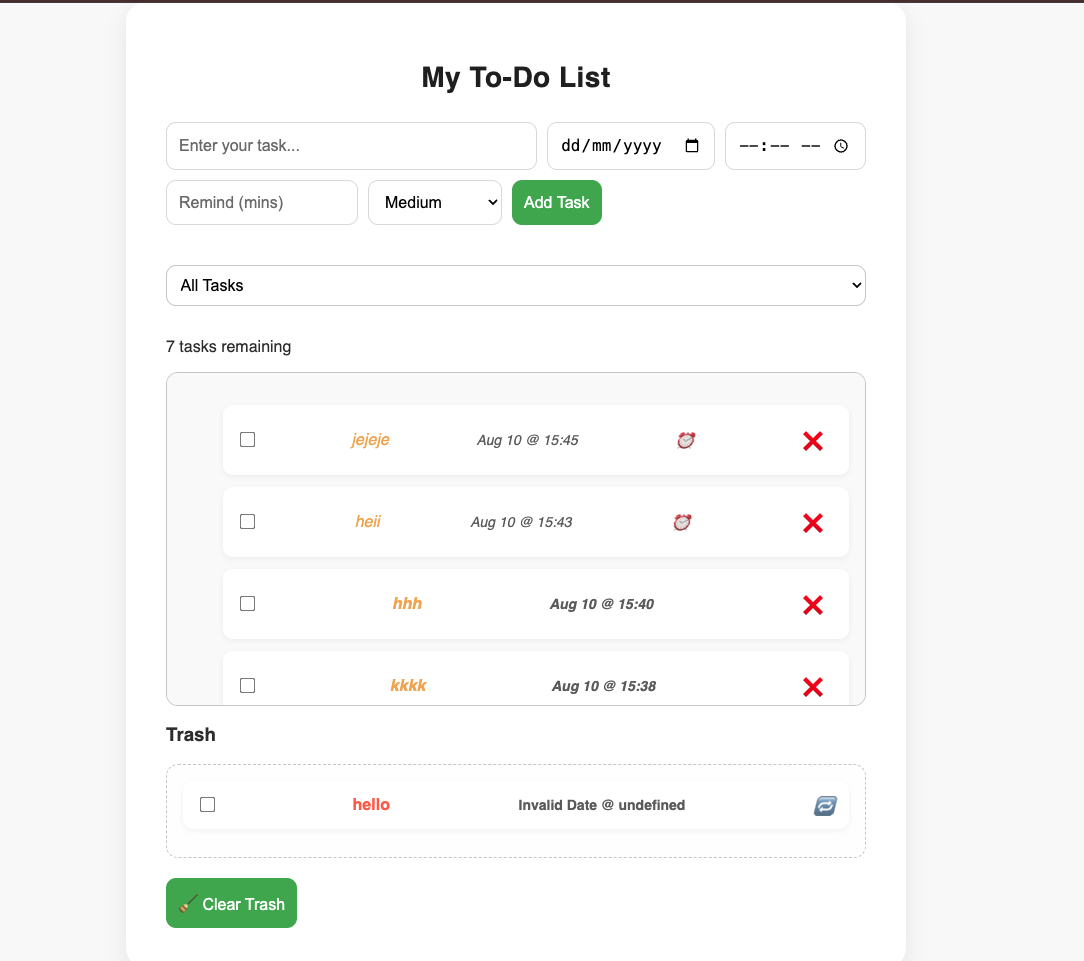 My To-Do List
Enter your task... dd/mm/yyyy --:-- --
Remind (mins) Medium Add Task
All Tasks
7 tasks remaining
jejeje Aug 10 @ 15:45
heii Aug 10 @ 15:43
hhh Aug 10 @ 15:40
kkkk Aug 10 @ 15:38
Trash
hello Invalid Date @ undefined
Clear Trash